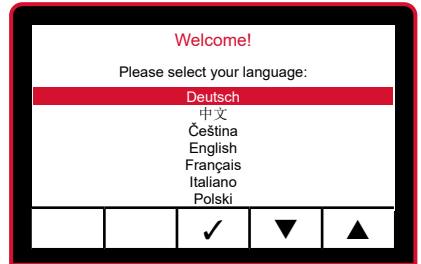 Welcome!
Please select your language:
Deutsch
中文
Čeština
English
Français
Italiano
Polski